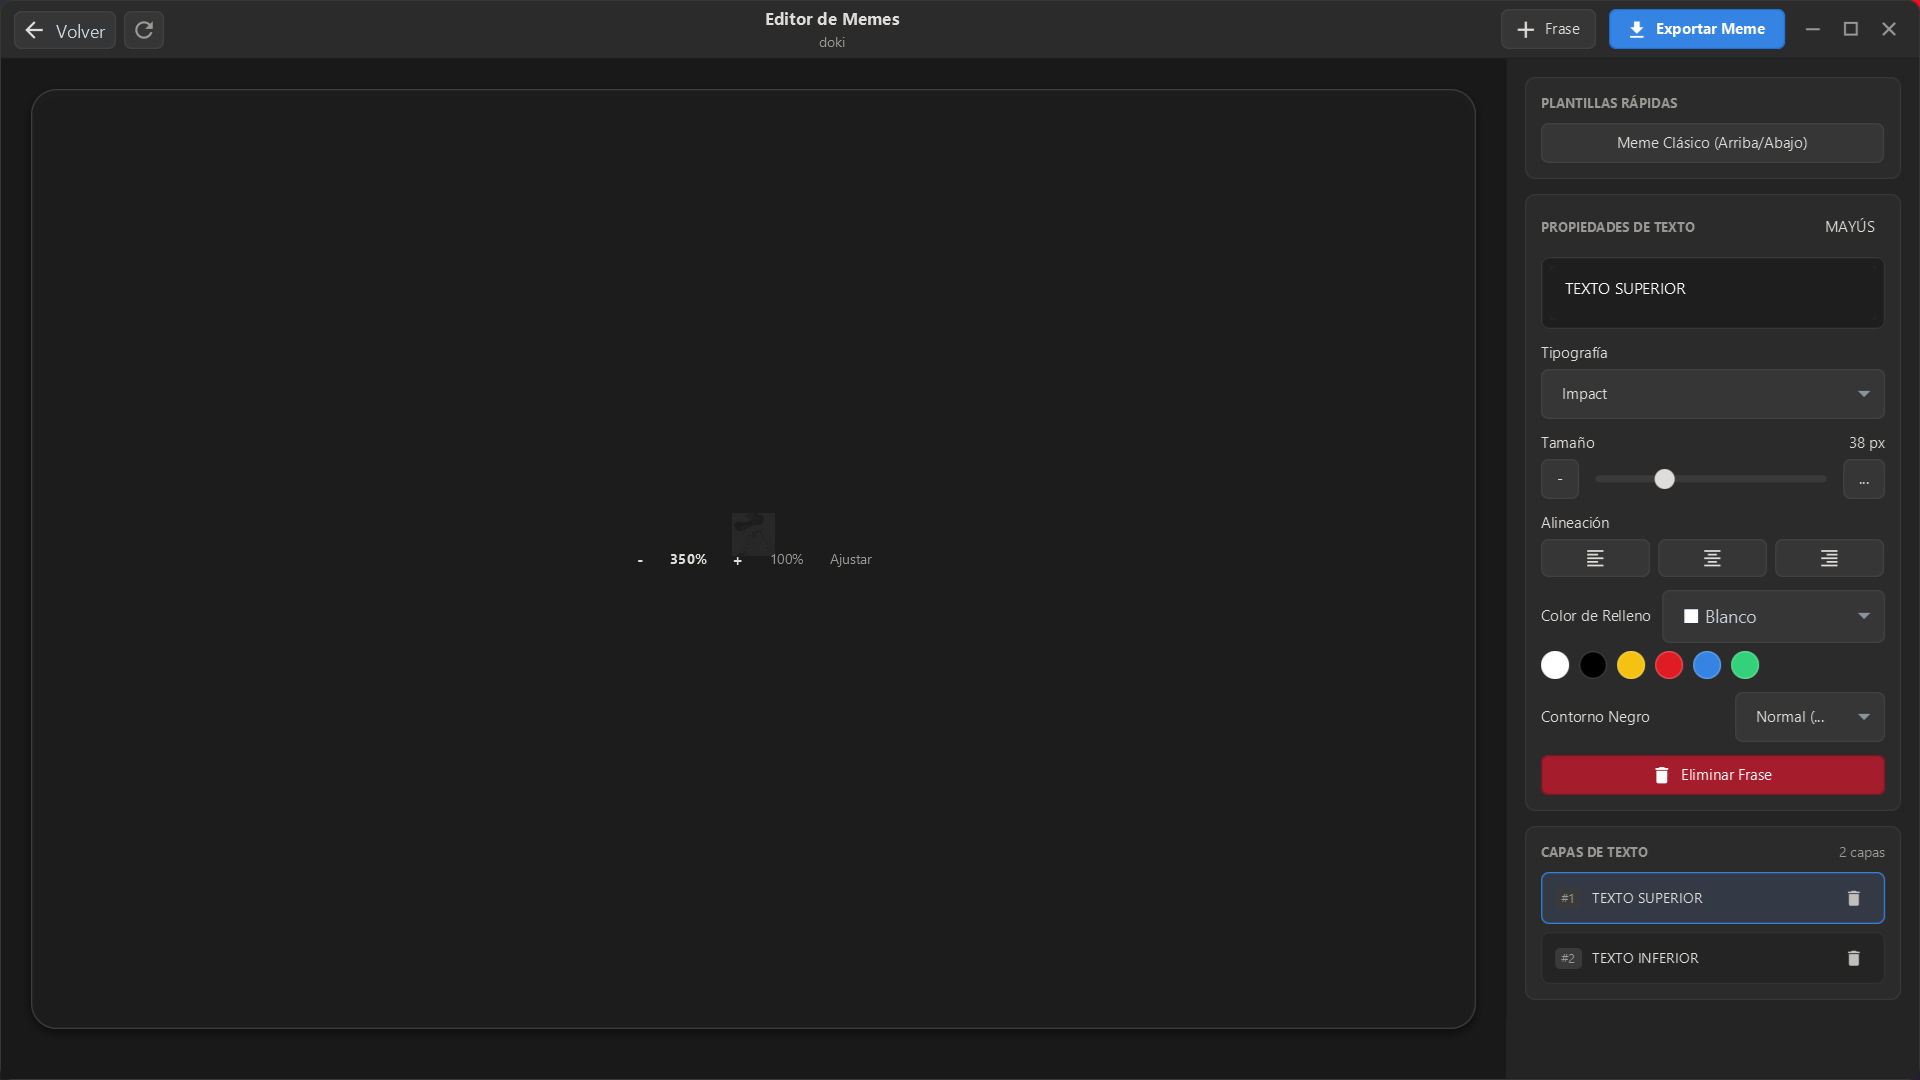 Volver
Editor de Memes
doki
Frase
Exportar Meme
- 350% + 100% Ajustar
PLANTILLAS RÁPIDAS
Meme Clásico (Arriba/Abajo)
PROPIEDADES DE TEXTO MAYÚS
TEXTO SUPERIOR
Tipografía
Impact
Tamaño 38 px
- ...
Alineación
Color de Relleno Blanco
Contorno Negro Normal (...
Eliminar Frase
CAPAS DE TEXTO 2 capas
#1 TEXTO SUPERIOR
#2 TEXTO INFERIOR